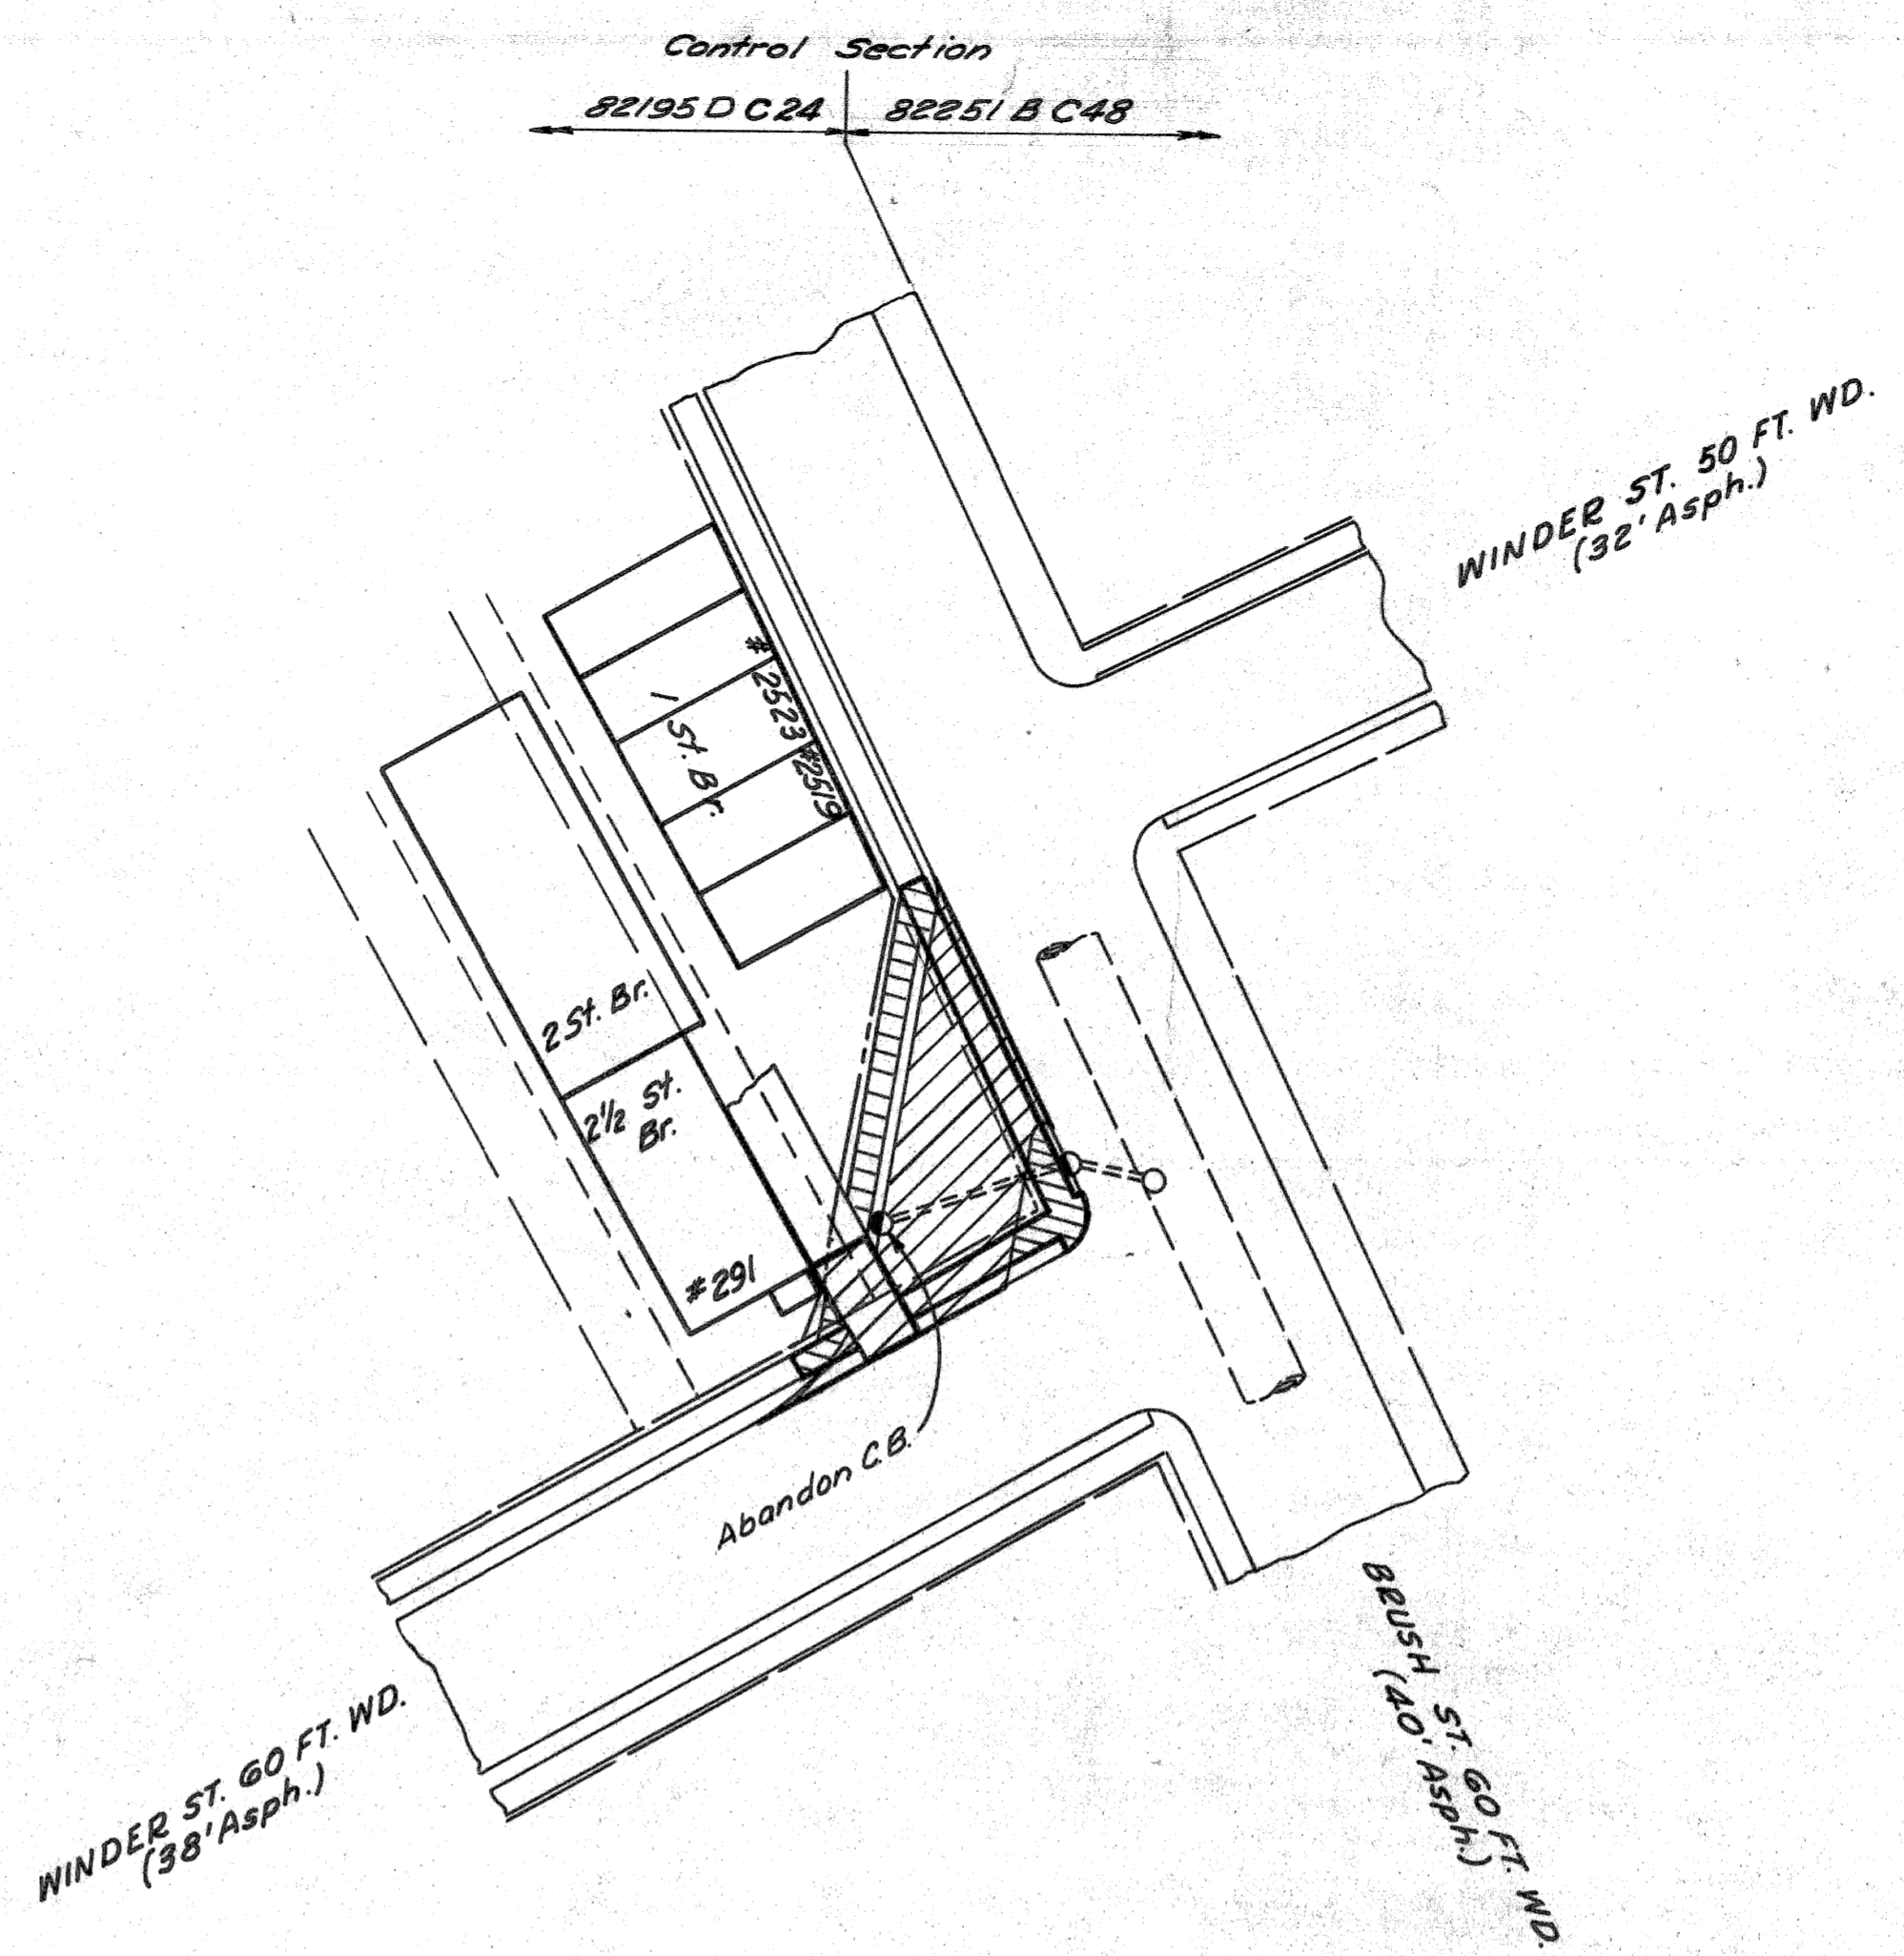 Control Section
82195 D C24 82251 B C48
WINDER ST. 50 FT. WD.
(32' Asph.)
#2523
#2519
1 St. Br.
2 St. Br.
2½ St.
Br.
#291
Abandon C.B.
WINDER ST. 60 FT. WD.
(38' Asph.)
BRUSH ST. 60 FT. WD.
(40' Asph.)